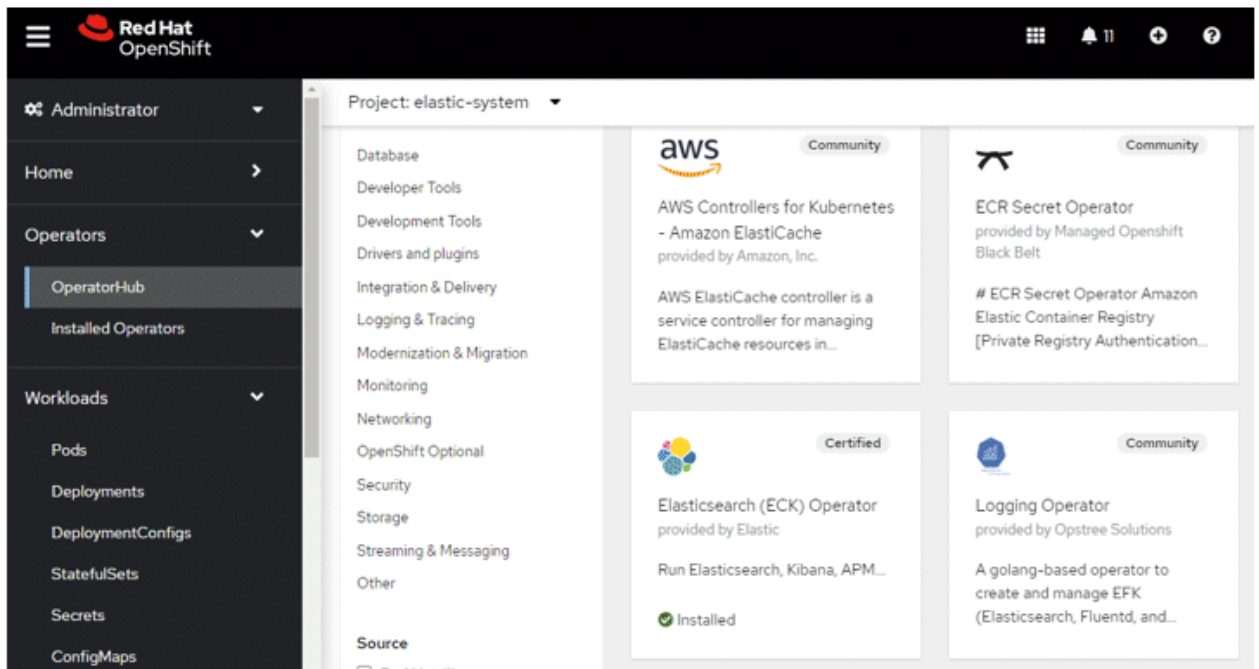 Red Hat
OpenShift
11
Administrator
Home
Operators
OperatorHub
Installed Operators
Workloads
Pods
Deployments
DeploymentConfigs
StatefulSets
Secrets
ConfigMaps
Project: elastic-system
Database
Developer Tools
Development Tools
Drivers and plugins
Integration & Delivery
Logging & Tracing
Modernization & Migration
Monitoring
Networking
OpenShift Optional
Security
Storage
Streaming & Messaging
Other
Source
aws
Community
AWS Controllers for Kubernetes
- Amazon ElastiCache
provided by Amazon, Inc.
AWS ElastiCache controller is a
service controller for managing
ElastiCache resources in...
Community
ECR Secret Operator
provided by Managed Openshift
Black Belt
# ECR Secret Operator Amazon
Elastic Container Registry
[Private Registry Authentication...
Certified
Elasticsearch (ECK) Operator
provided by Elastic
Run Elasticsearch, Kibana, APM...
Installed
Community
Logging Operator
provided by Opstree Solutions
A golang-based operator to
create and manage EFK
(Elasticsearch, Fluentd, and...